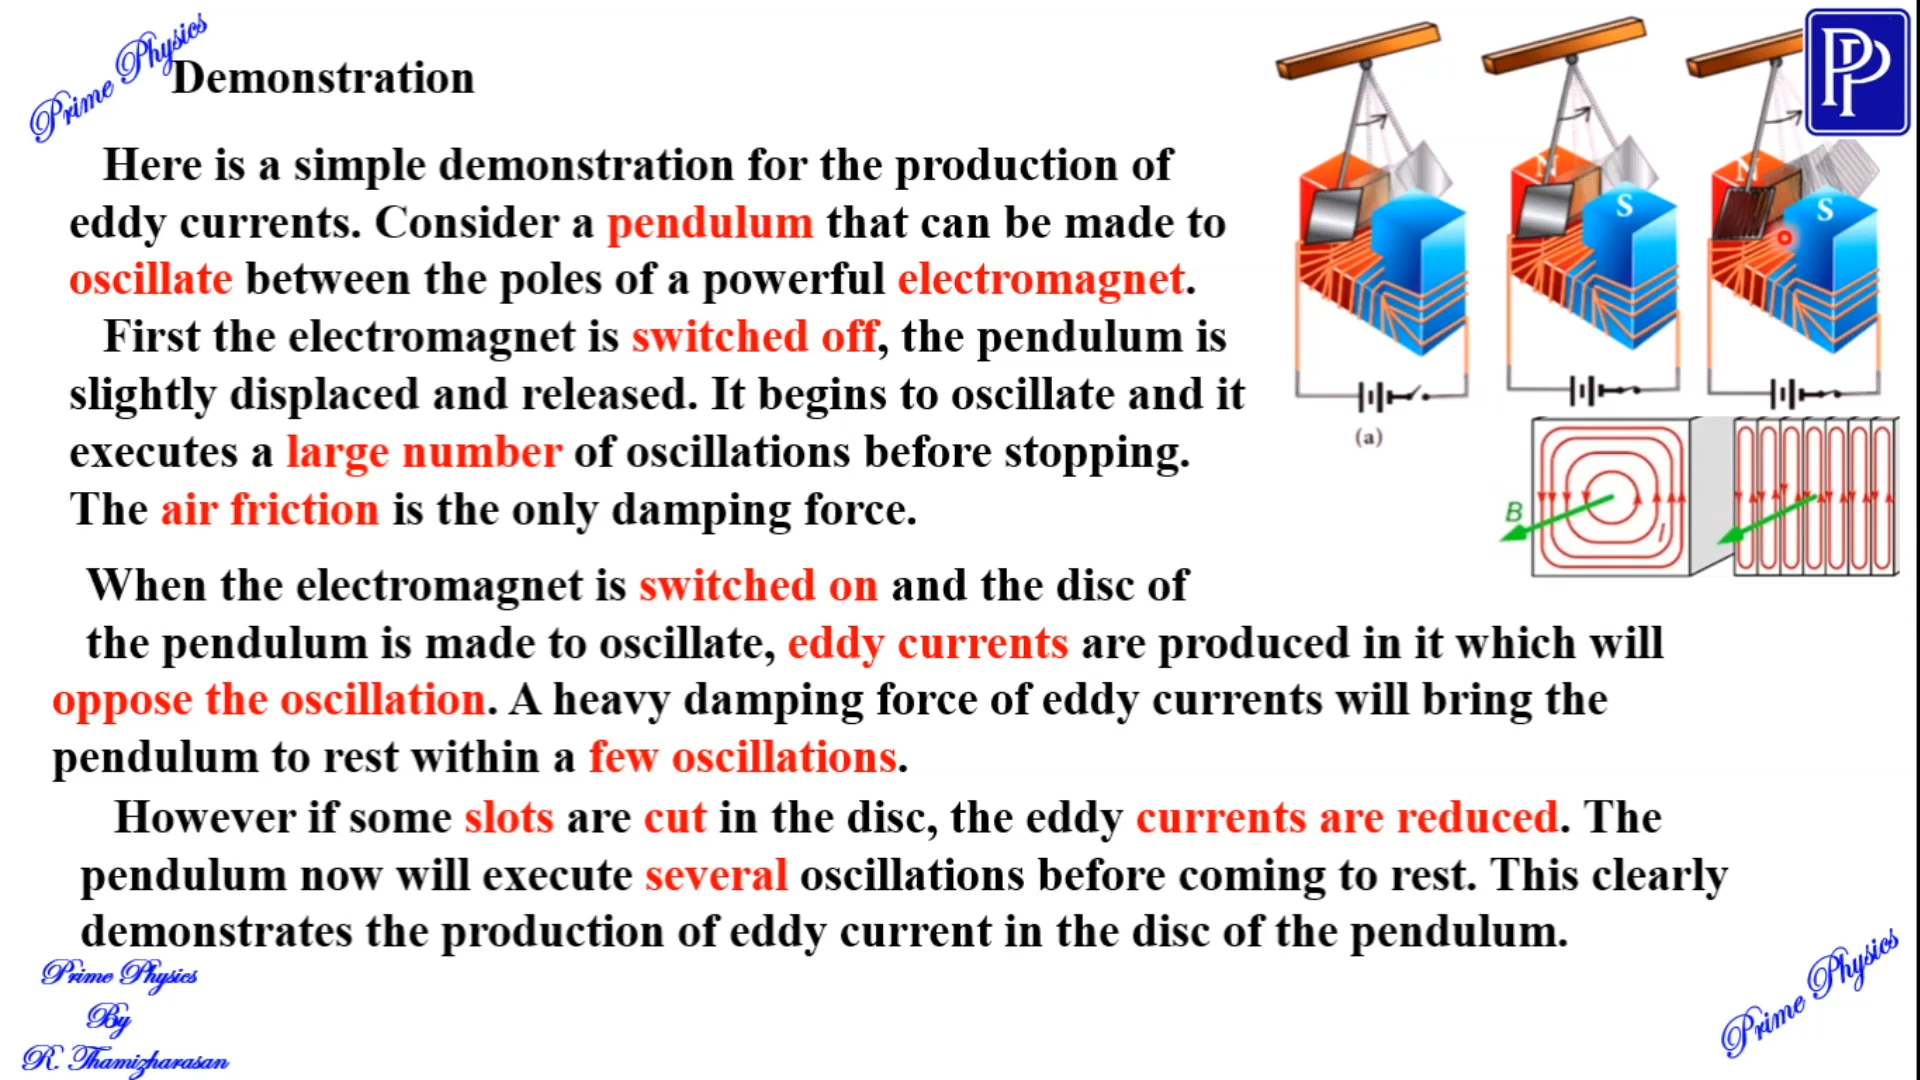 Prime Physics
Demonstration
Here is a simple demonstration for the production of
eddy currents. Consider a pendulum that can be made to
oscillate between the poles of a powerful electromagnet.
First the electromagnet is switched off, the pendulum is
slightly displaced and released. It begins to oscillate and it
executes a large number of oscillations before stopping.
The air friction is the only damping force.
When the electromagnet is switched on and the disc of
the pendulum is made to oscillate, eddy currents are produced in it which will
oppose the oscillation. A heavy damping force of eddy currents will bring the
pendulum to rest within a few oscillations.
However if some slots are cut in the disc, the eddy currents are reduced. The
pendulum now will execute several oscillations before coming to rest. This clearly
demonstrates the production of eddy current in the disc of the pendulum.
PP
N
S
N
S
(a)
B
I
Prime Physics
By
R. Thamizharasan
Prime Physics